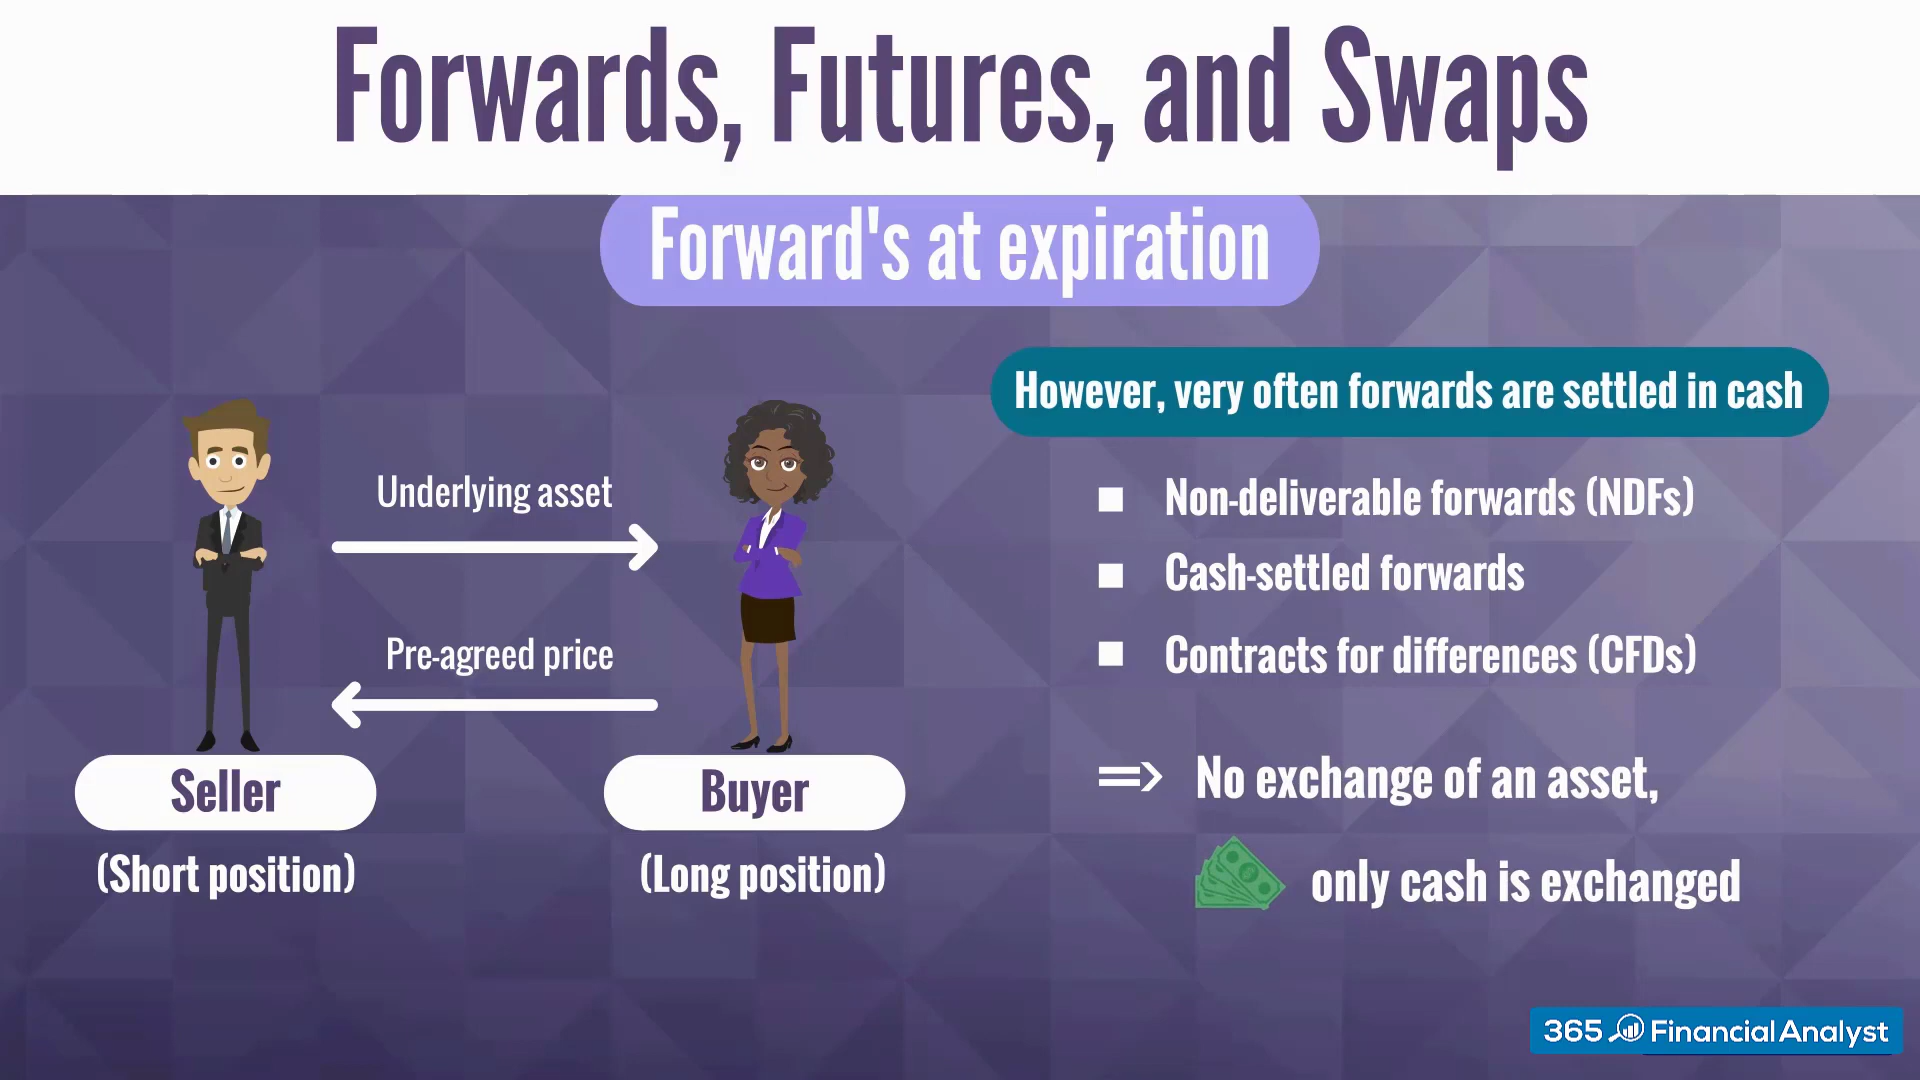 Forwards, Futures, and Swaps
Forward's at expiration
Underlying asset
Pre-agreed price
Seller
(Short position)
Buyer
(Long position)
However, very often forwards are settled in cash
Non-deliverable forwards (NDFs)
Cash-settled forwards
Contracts for differences (CFDs)
=> No exchange of an asset,
only cash is exchanged
365 Financial Analyst